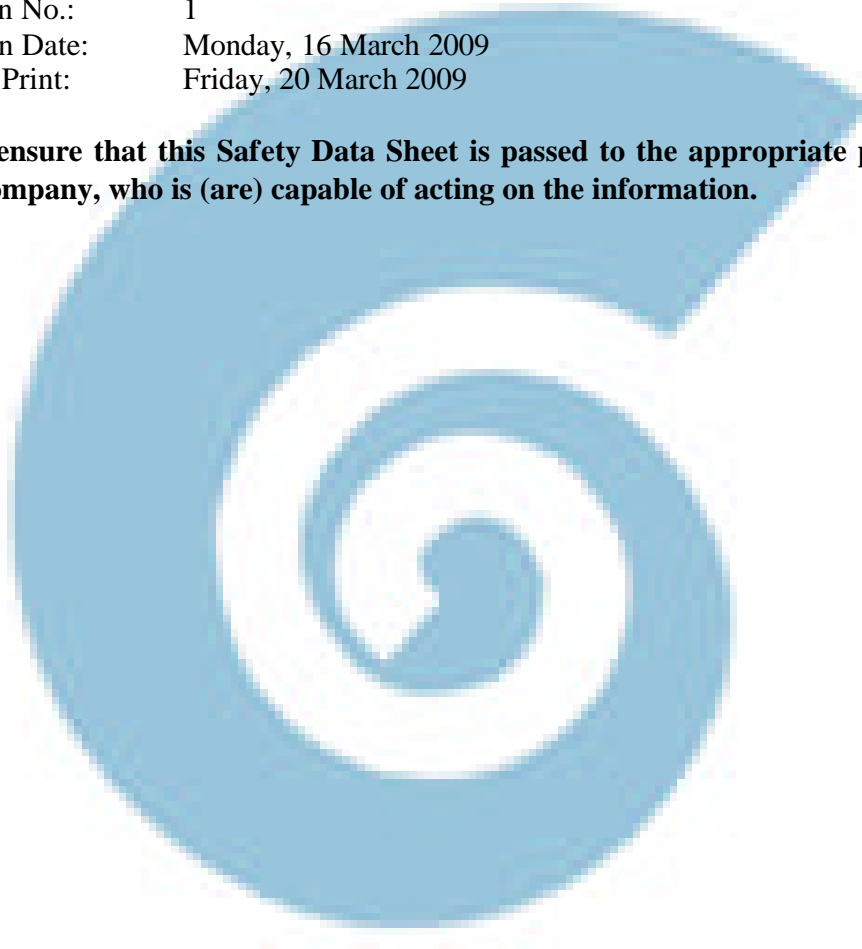 n No.: 1
n Date: Monday, 16 March 2009
Print: Friday, 20 March 2009
ensure that this Safety Data Sheet is passed to the appropriate p
ompany, who is (are) capable of acting on the information.